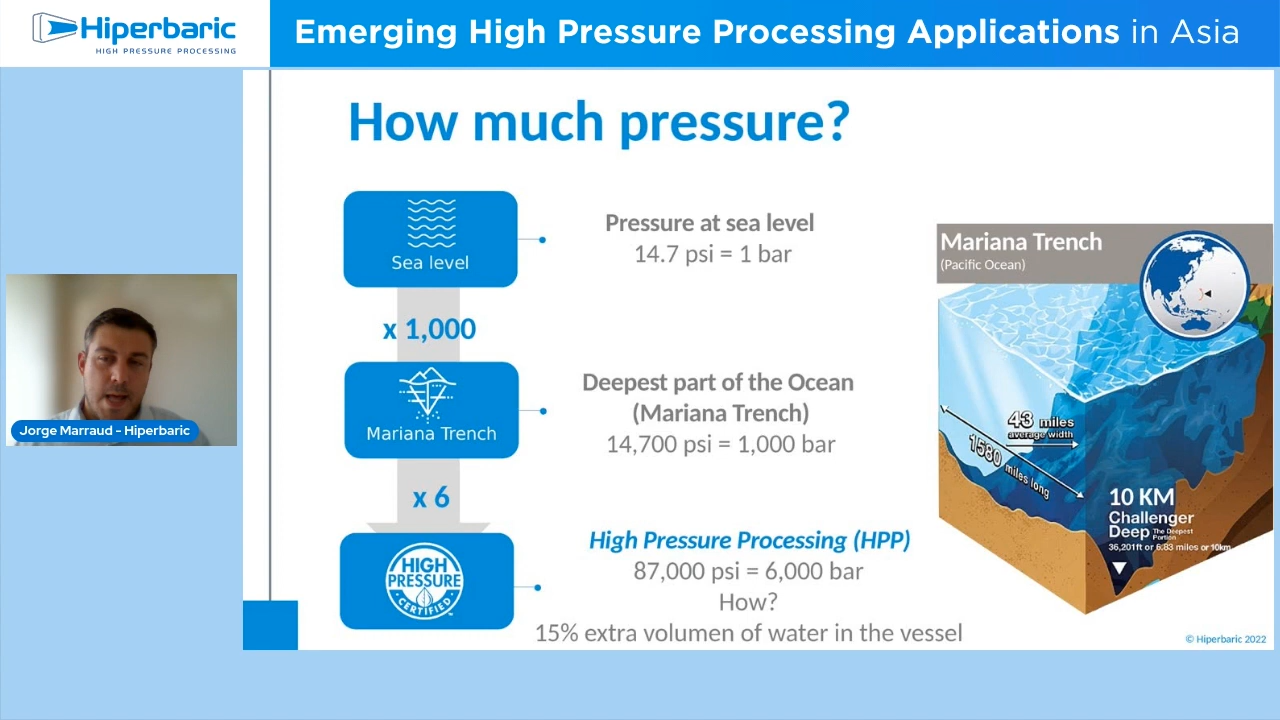 Hiperbaric
HIGH PRESSURE PROCESSING
Emerging High Pressure Processing Applications in Asia
How much pressure?
Sea level
Pressure at sea level
14.7 psi = 1 bar
x 1,000
Mariana Trench
Deepest part of the Ocean
(Mariana Trench)
14,700 psi = 1,000 bar
x 6
HIGH
PRESSURE
CERTIFIED
High Pressure Processing (HPP)
87,000 psi = 6,000 bar
How?
15% extra volumen of water in the vessel
Mariana Trench
(Pacific Ocean)
43 miles
average width
1580 miles long
10 KM
Challenger
Deep The Deepest
Portion
36,201ft or 6.83 miles or 10km
© Hiperbaric 2022
Jorge Marraud - Hiperbaric